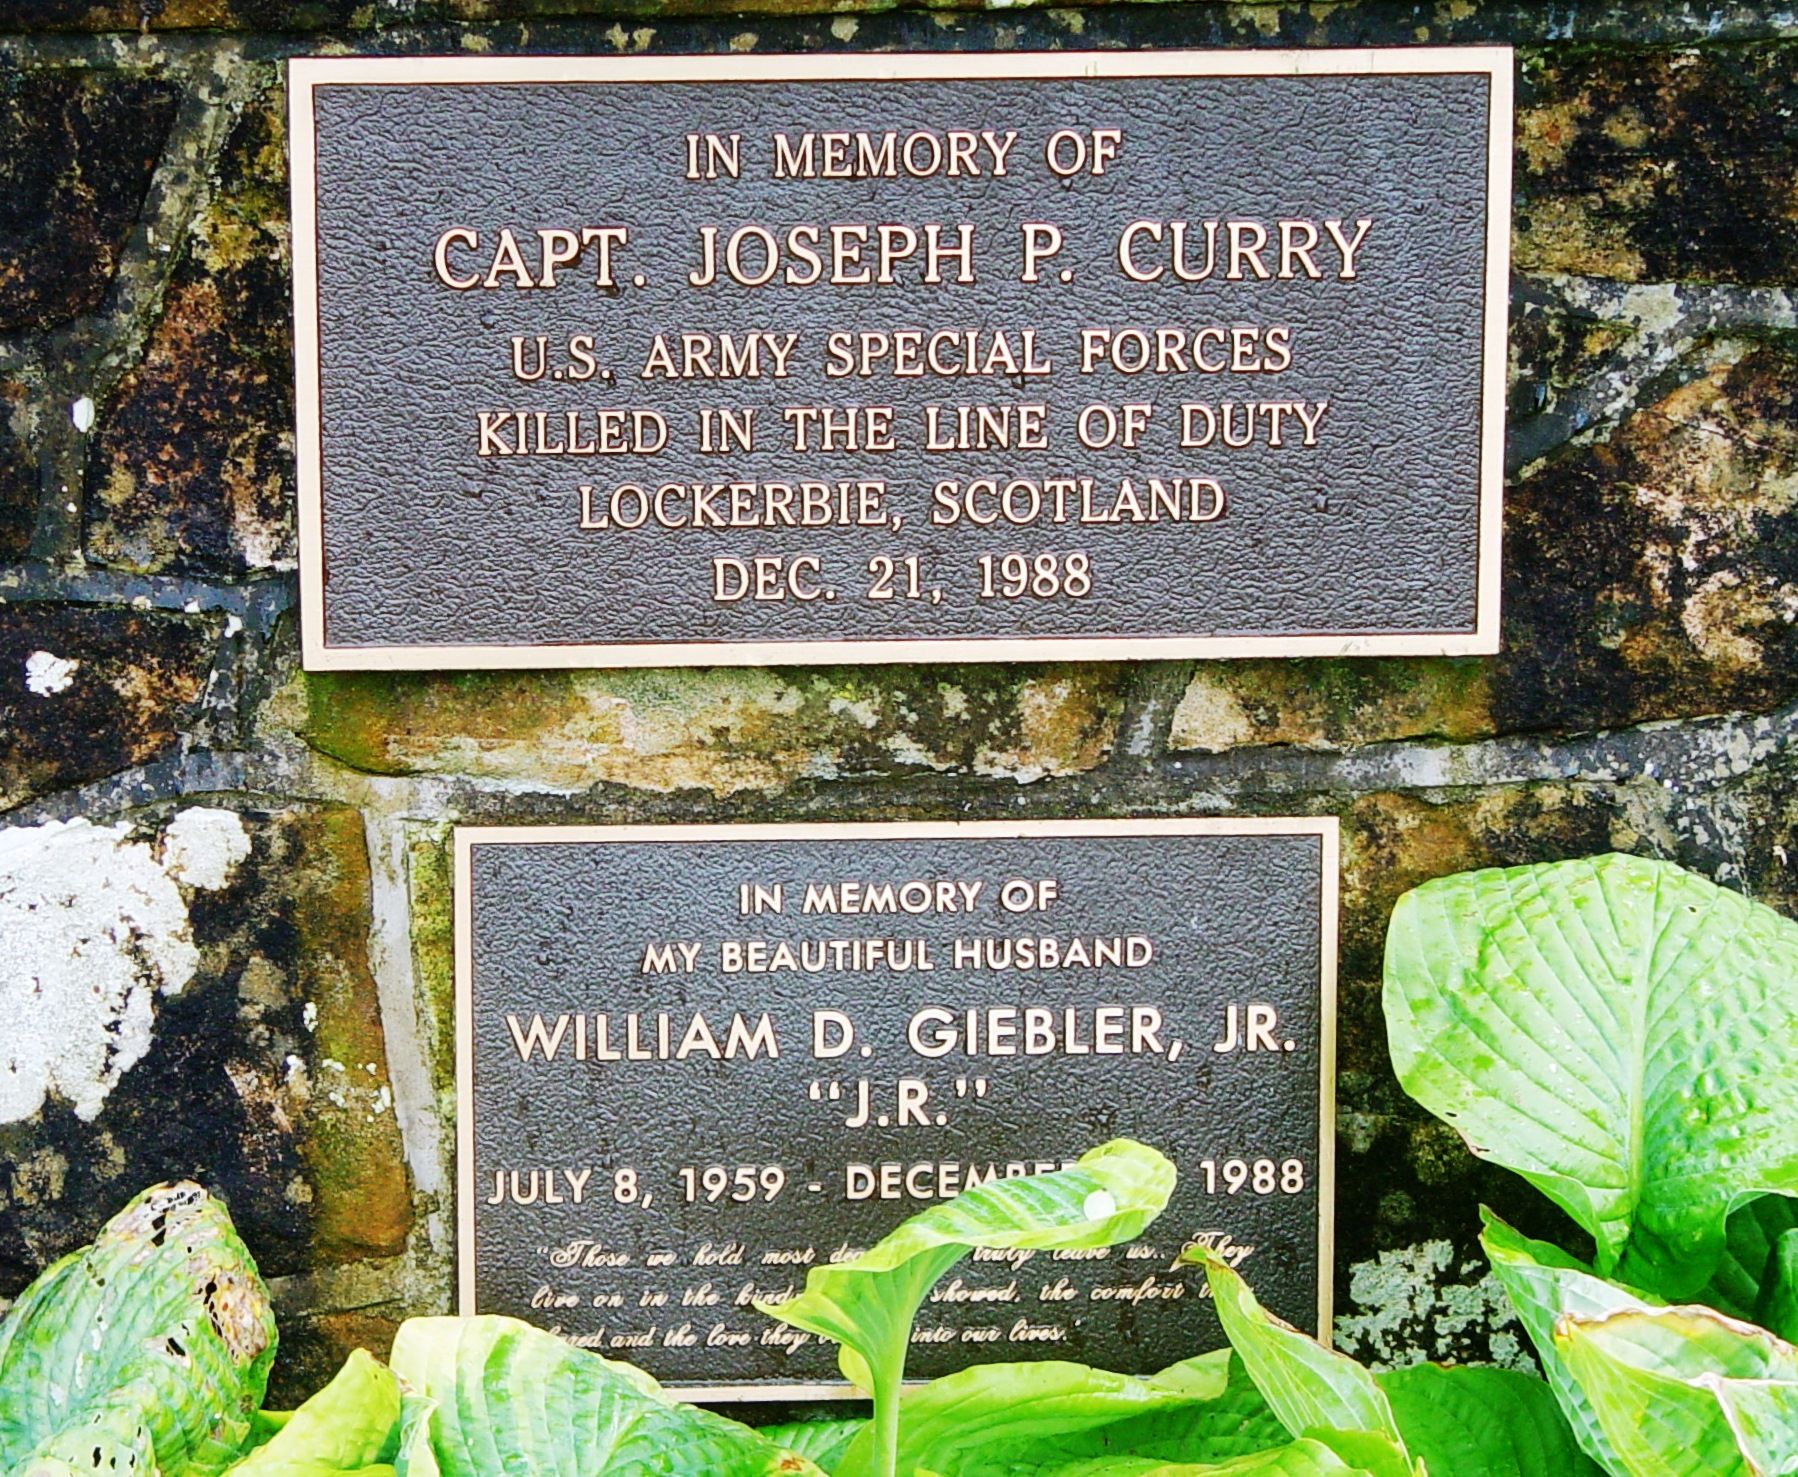 IN MEMORY OF
CAPT. JOSEPH P. CURRY
U.S. ARMY SPECIAL FORCES
KILLED IN THE LINE OF DUTY
LOCKERBIE, SCOTLAND
DEC. 21, 1988
IN MEMORY OF
MY BEAUTIFUL HUSBAND
WILLIAM D. GIEBLER, JR.
“J.R.”
JULY 8, 1959 - 1988
“Those we hold most truly leave us.. They
live on in the showed, the comfort
and the love they into our lives.”